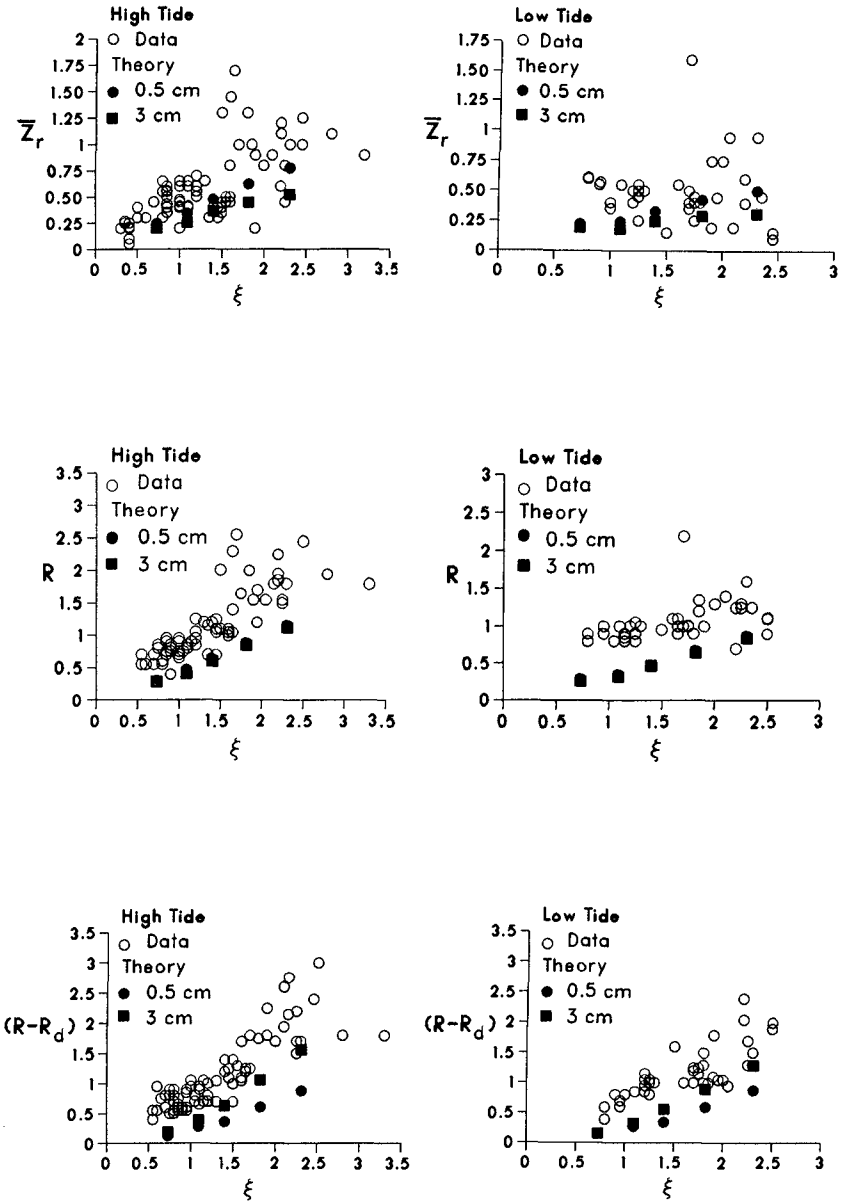 High Tide
Data
Theory
0.5 cm
3 cm
Z̅r
2
1.75
1.5
1.25
1
0.75
0.50
0.25
0
0 0.5 1 1.5 2 2.5 3 3.5
ξ
Low Tide
Data
Theory
0.5 cm
3 cm
Z̅r
1.75
1.5
1.25
1
0.75
0.50
0.25
0
0 0.5 1 1.5 2 2.5 3
ξ
High Tide
Data
Theory
0.5 cm
3 cm
R
3.5
3
2.5
2
1.5
1
0.5
0
0 0.5 1 1.5 2 2.5 3 3.5
ξ
Low Tide
Data
Theory
0.5 cm
3 cm
R
3
2
1.5
1
0.5
0
0 0.5 1 1.5 2 2.5 3
ξ
High Tide
Data
Theory
0.5 cm
3 cm
(R-Rd)
3.5
3
2.5
2
1.5
1
0.5
0
0 0.5 1 1.5 2 2.5 3 3.5
ξ
Low Tide
Data
Theory
0.5 cm
3 cm
(R-Rd)
3.5
3
2.5
2
1.5
1
0.5
0
0 0.5 1 1.5 2 2.5 3
ξ